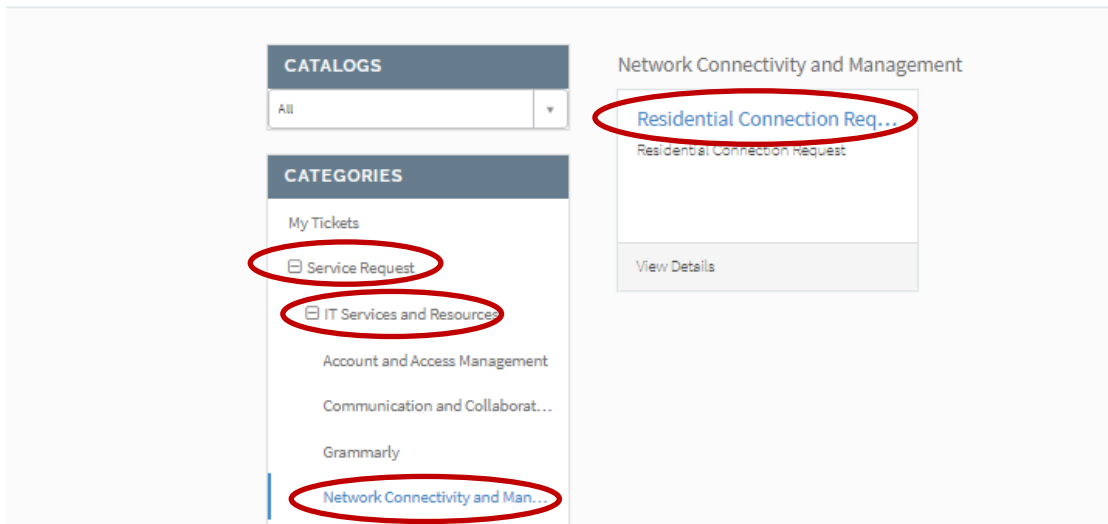 CATALOGS
All
CATEGORIES
My Tickets
Service Request
IT Services and Resources
Account and Access Management
Communication and Collaborat...
Grammarly
Network Connectivity and Man...
Network Connectivity and Management
Residential Connection Req...
Residential Connection Request
View Details